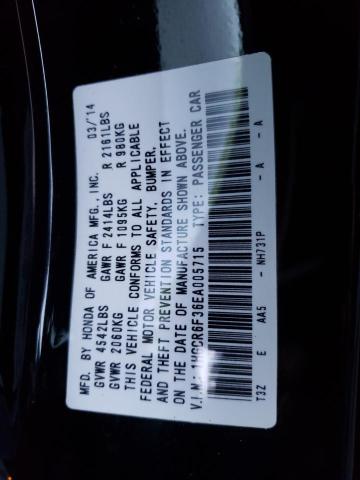 MFD. BY HONDA OF AMERICA MFG.,INC. 03/'14
GVWR 4542LBS GAWR F 2414LBS R 2161LBS
GVWR 2060KG GAWR F 1095KG R 980KG
THIS VEHICLE CONFORMS TO ALL APPLICABLE
FEDERAL MOTOR VEHICLE SAFETY, BUMPER,
AND THEFT PREVENTION STANDARDS IN EFFECT
ON THE DATE OF MANUFACTURE SHOWN ABOVE.
V.I.N: 1HGCR6F36EA005715 TYPE: PASSENGER CAR
T3Z E AA5 - NH731P - A - A